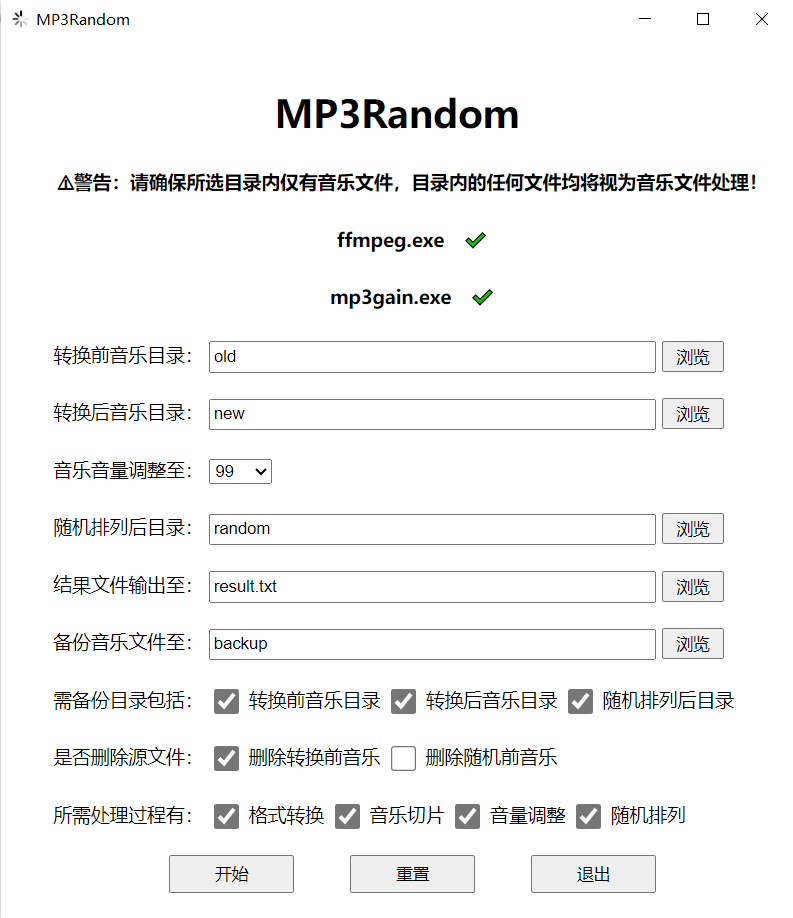 MP3Random
MP3Random
⚠警告：请确保所选目录内仅有音乐文件，目录内的任何文件均将视为音乐文件处理！
ffmpeg.exe
mp3gain.exe
转换前音乐目录： old 浏览
转换后音乐目录： new 浏览
音乐音量调整至： 99
随机排列后目录： random 浏览
结果文件输出至： result.txt 浏览
备份音乐文件至： backup 浏览
需备份目录包括： 转换前音乐目录 转换后音乐目录 随机排列后目录
是否删除源文件： 删除转换前音乐 删除随机前音乐
所需处理过程有： 格式转换 音乐切片 音量调整 随机排列
开始 重置 退出